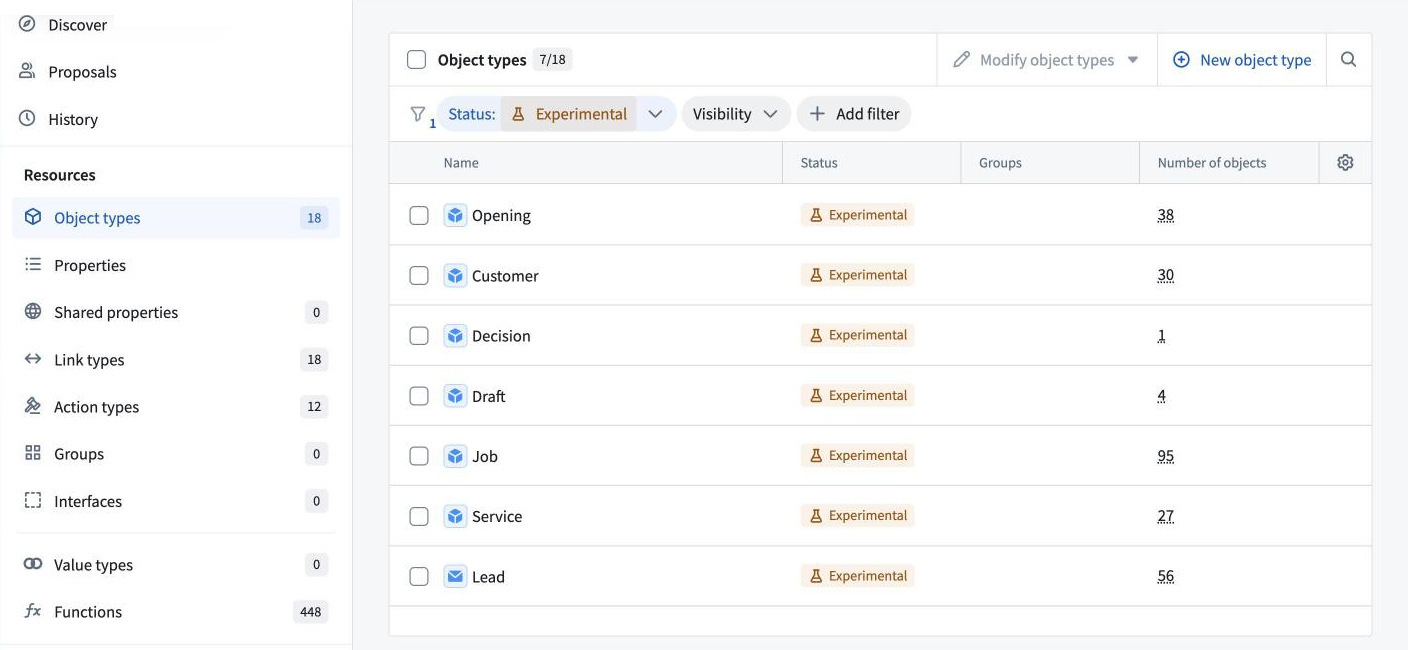 Discover
Proposals
History
Resources
Object types 18
Properties
Shared properties 0
Link types 18
Action types 12
Groups 0
Interfaces 0
Value types 0
Functions 448
Object types 7/18 Modify object types New object type
1 Status: Experimental Visibility Add filter
Name Status Groups Number of objects
Opening Experimental 38
Customer Experimental 30
Decision Experimental 1
Draft Experimental 4
Job Experimental 95
Service Experimental 27
Lead Experimental 56